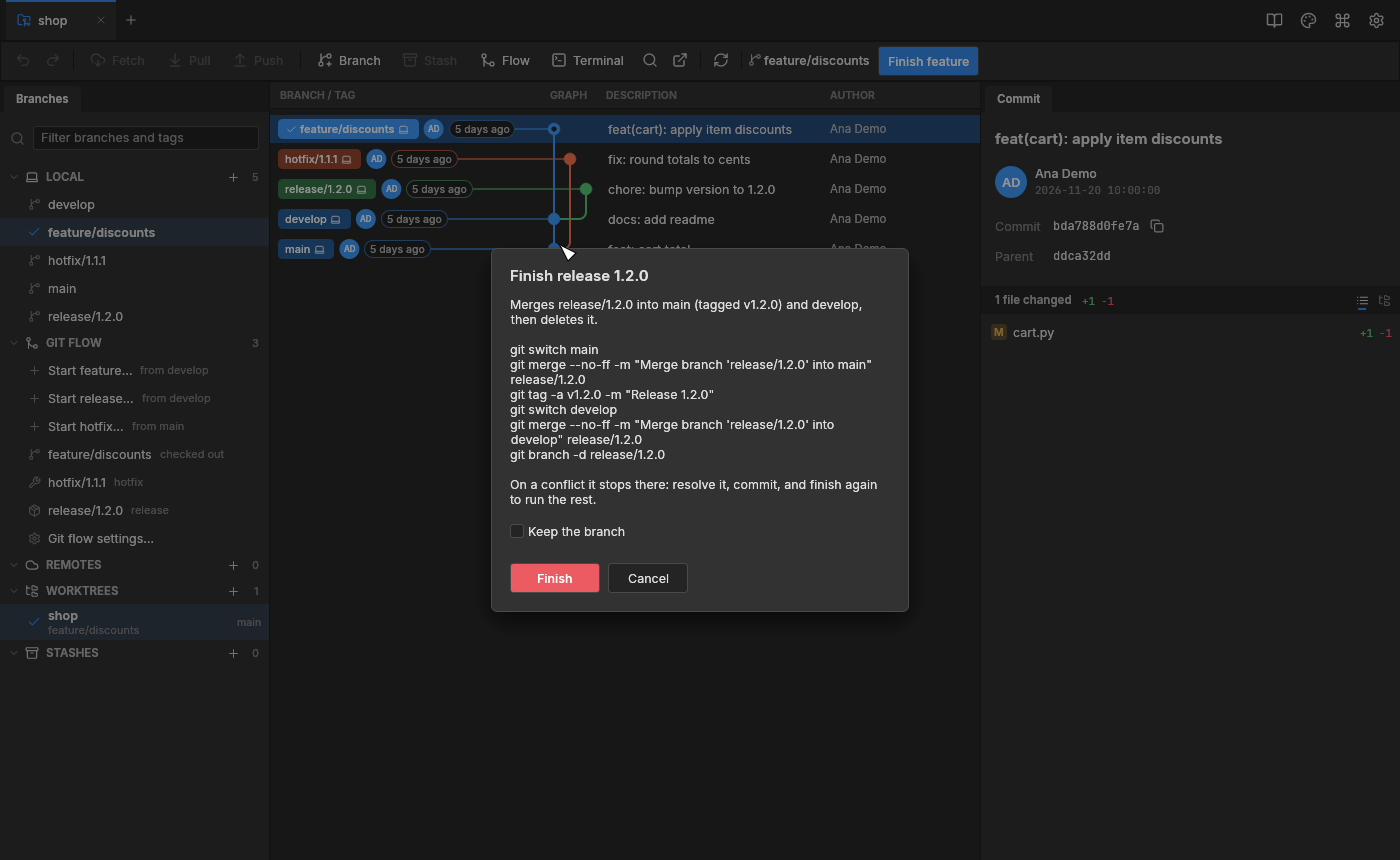 shop
Fetch
Pull
Push
Branch
Stash
Flow
Terminal
feature/discounts
Finish feature
Branches
Filter branches and tags
LOCAL 5
develop
feature/discounts
hotfix/1.1.1
main
release/1.2.0
GIT FLOW 3
Start feature... from develop
Start release... from develop
Start hotfix... from main
feature/discounts checked out
hotfix/1.1.1 hotfix
release/1.2.0 release
Git flow settings...
REMOTES 0
WORKTREES 1
shop
feature/discounts
main
STASHES 0
BRANCH / TAG GRAPH DESCRIPTION AUTHOR
feature/discounts AD 5 days ago feat(cart): apply item discounts Ana Demo
hotfix/1.1.1 AD 5 days ago fix: round totals to cents Ana Demo
release/1.2.0 AD 5 days ago chore: bump version to 1.2.0 Ana Demo
develop AD 5 days ago docs: add readme Ana Demo
main AD 5 days ago feat: cart total Ana Demo
Finish release 1.2.0
Merges release/1.2.0 into main (tagged v1.2.0) and develop,
then deletes it.
git switch main
git merge --no-ff -m "Merge branch 'release/1.2.0' into main"
release/1.2.0
git tag -a v1.2.0 -m "Release 1.2.0"
git switch develop
git merge --no-ff -m "Merge branch 'release/1.2.0' into
develop" release/1.2.0
git branch -d release/1.2.0
On a conflict it stops there: resolve it, commit, and finish again
to run the rest.
Keep the branch
Finish
Cancel
Commit
feat(cart): apply item discounts
AD
Ana Demo
2026-11-20 10:00:00
Commit bda788d0fe7a
Parent ddca32dd
1 file changed +1 -1
M cart.py +1 -1